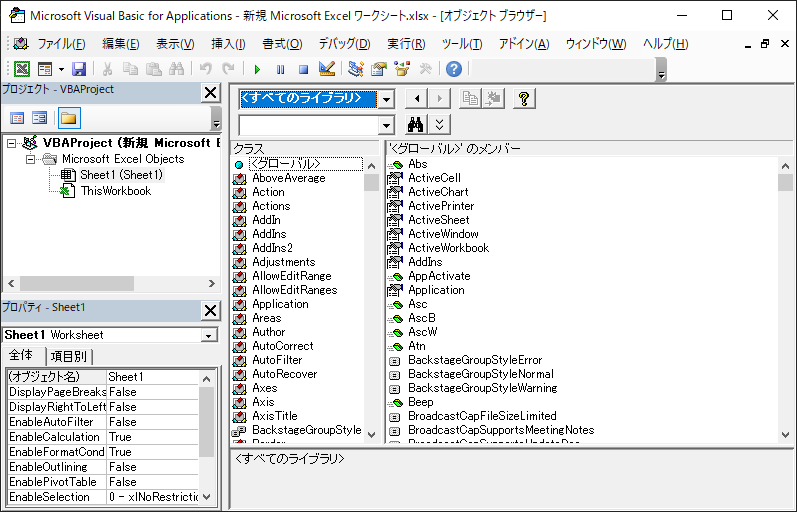 Microsoft Visual Basic for Applications - 新規 Microsoft Excel ワークシート.xlsx - [オブジェクト ブラウザー]
ファイル(F) 編集(E) 表示(V) 挿入(I) 書式(O) デバッグ(D) 実行(R) ツール(T) アドイン(A) ウィンドウ(W) ヘルプ(H)
プロジェクト - VBAProject
VBAProject (新規 Microsoft E
Microsoft Excel Objects
Sheet1 (Sheet1)
ThisWorkbook
プロパティ - Sheet1
Sheet1 Worksheet
全体 項目別
(オブジェクト名) Sheet1
DisplayPageBreaks False
DisplayRightToLeft False
EnableAutoFilter False
EnableCalculation True
EnableFormatCond True
EnableOutlining False
EnablePivotTable False
EnableSelection 0 - xlNoRestrictio
<すべてのライブラリ>
クラス
<グローバル>
AboveAverage
Action
Actions
AddIn
AddIns
AddIns2
Adjustments
AllowEditRange
AllowEditRanges
Application
Areas
Author
AutoCorrect
AutoFilter
AutoRecover
Axes
Axis
AxisTitle
BackstageGroupStyle
Border
'<グローバル>' のメンバー
Abs
ActiveCell
ActiveChart
ActivePrinter
ActiveSheet
ActiveWindow
ActiveWorkbook
AddIns
AppActivate
Application
Asc
AscB
AscW
Atn
BackstageGroupStyleError
BackstageGroupStyleNormal
BackstageGroupStyleWarning
Beep
BroadcastCapFileSizeLimited
BroadcastCapSupportsMeetingNotes
BroadcastCapSupportsUpdateDoc
<すべてのライブラリ>